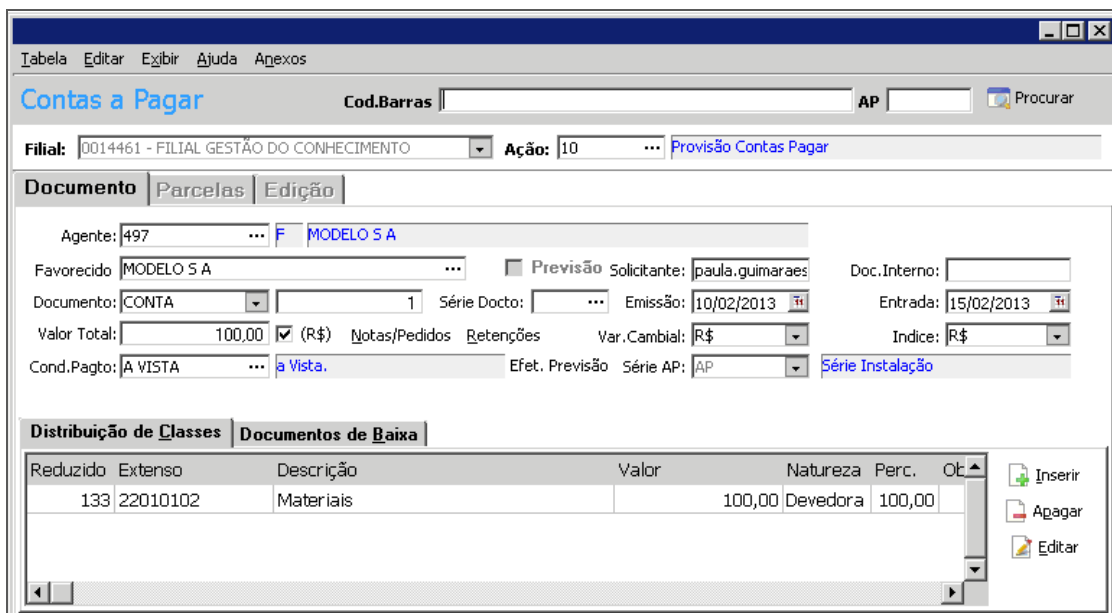 Tabela Editar Exibir Ajuda Anexos
Contas a Pagar Cod.Barras AP Procurar
Filial: 0014461 - FILIAL GESTÃO DO CONHECIMENTO Ação: 10 ... Provisão Contas Pagar
Documento Parcelas Edição
Agente: 497 ... F MODELO S A
Favorecido MODELO S A ... Previsão Solicitante: paula.guimaraes Doc.Interno:
Documento: CONTA 1 Série Docto: ... Emissão: 10/02/2013 Entrada: 15/02/2013
Valor Total: 100,00 (R$) Notas/Pedidos Retenções Var.Cambial: R$ Indice: R$
Cond.Pagto: A VISTA ... a Vista. Efet. Previsão Série AP: AP Série Instalação
Distribuição de Classes Documentos de Baixa
Reduzido Extenso Descrição Valor Natureza Perc. Ob Inserir
133 22010102 Materiais 100,00 Devedora 100,00 Apagar
Editar